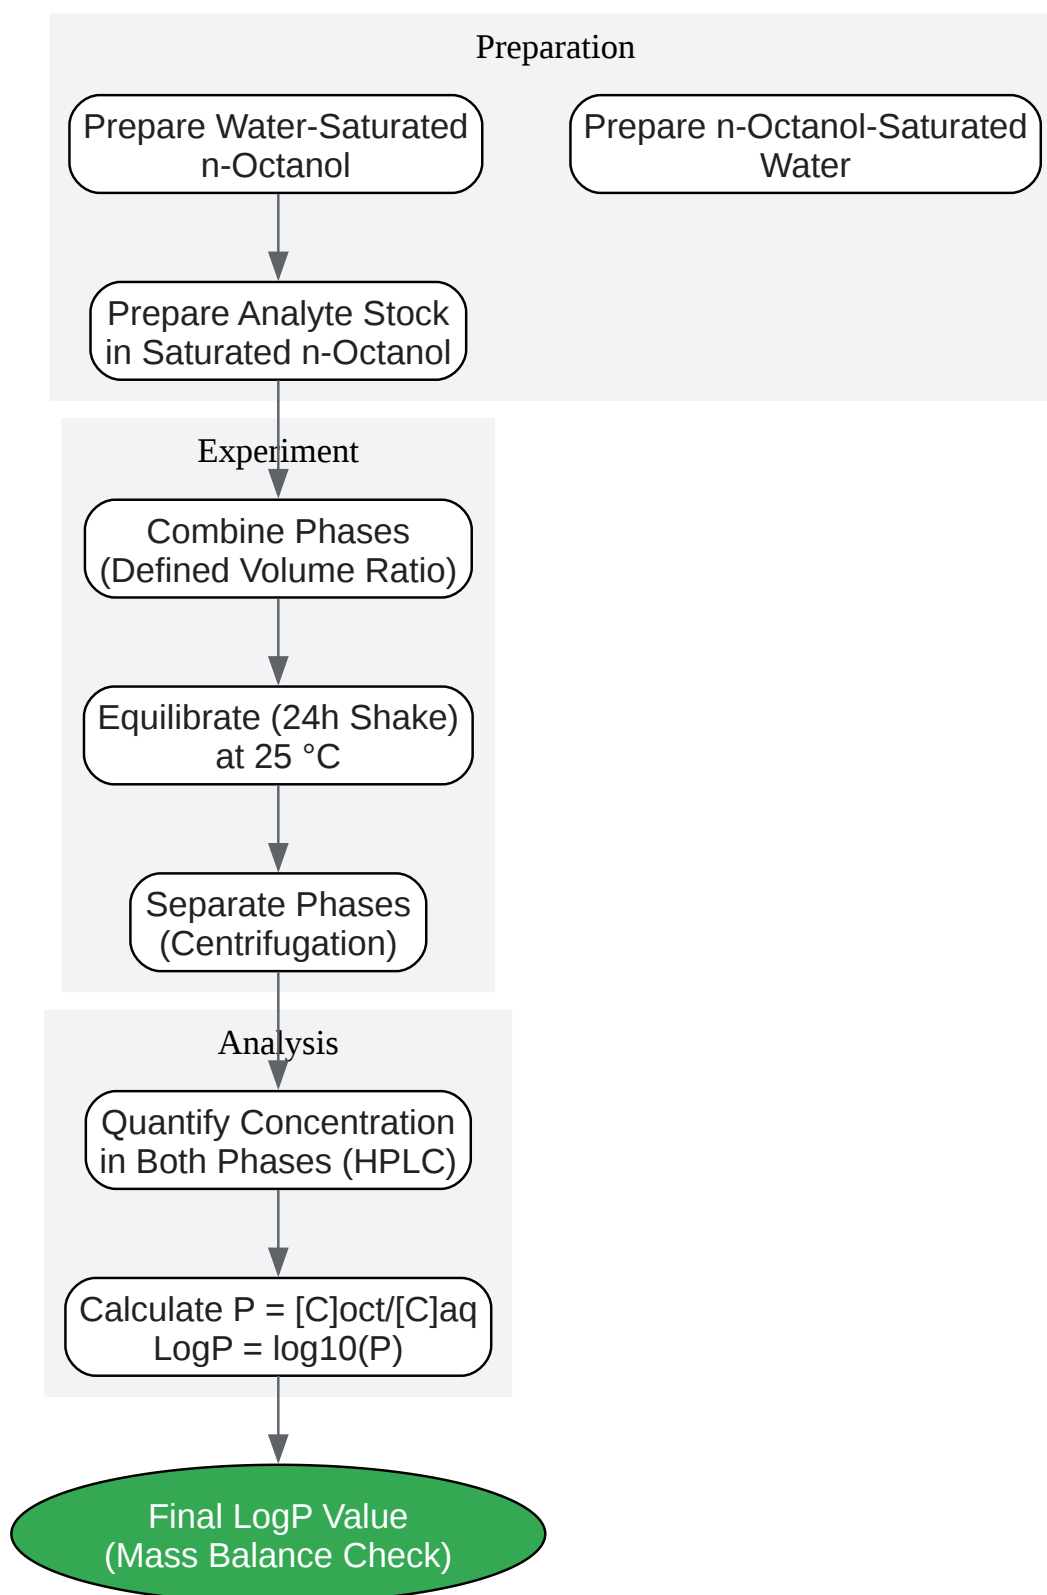 Preparation
Prepare Water-Saturated
n-Octanol
Prepare n-Octanol-Saturated
Water
Prepare Analyte Stock
in Saturated n-Octanol
Experiment
Combine Phases
(Defined Volume Ratio)
Equilibrate (24h Shake)
at 25 °C
Separate Phases
(Centrifugation)
Analysis
Quantify Concentration
in Both Phases (HPLC)
Calculate P = [C]oct/[C]aq
LogP = log10(P)
Final LogP Value
(Mass Balance Check)